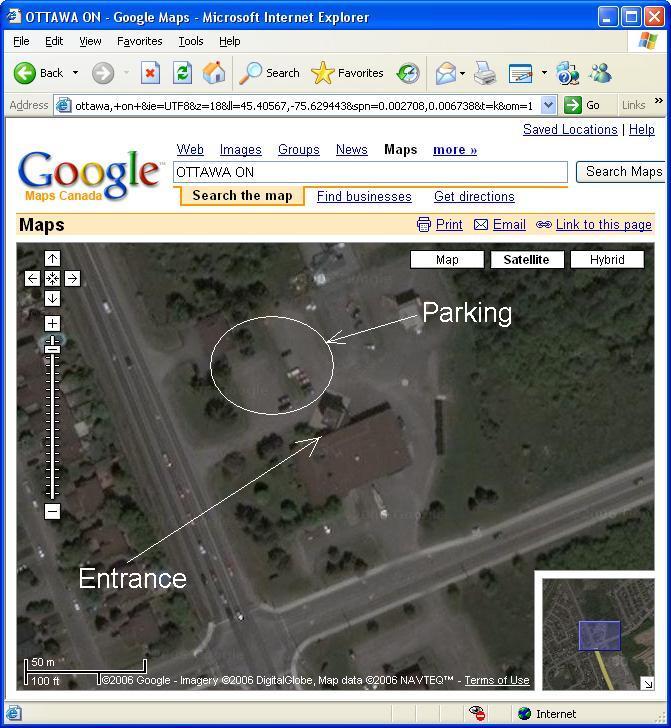 OTTAWA ON - Google Maps - Microsoft Internet Explorer
File Edit View Favorites Tools Help
Back Search Favorites
Address ottawa,+on+&ie=UTF8&z=18&ll=45.40567,-75.629443&spn=0.002708,0.006738&t=k&om=1 Go Links »
Saved Locations | Help
Web Images Groups News Maps more »
Google™
Maps Canada
OTTAWA ON Search Maps
Search the map Find businesses Get directions
Maps Print Email Link to this page
Map Satellite Hybrid
Parking
Entrance
50 m
100 ft
©2006 Google - Imagery ©2006 DigitalGlobe, Map data ©2006 NAVTEQ™ - Terms of Use
Internet